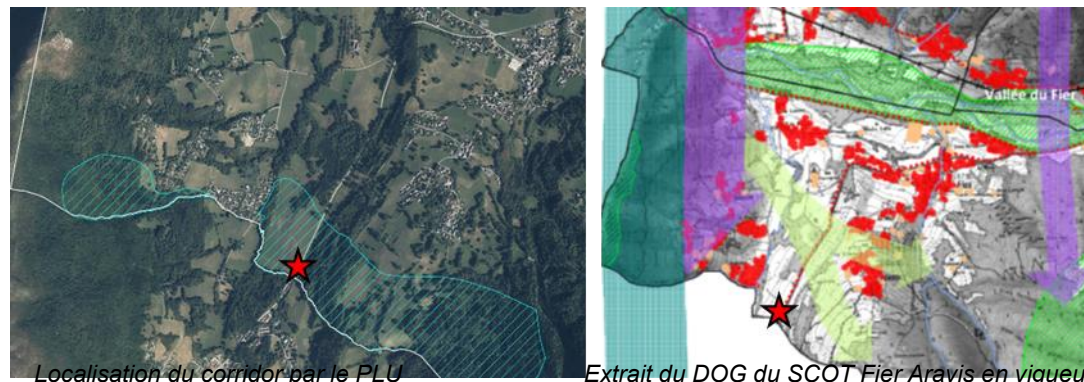 Vallée du Fier
Localisation du corridor par le PLU
Extrait du DOG du SCOT Fier Aravis en vigueu